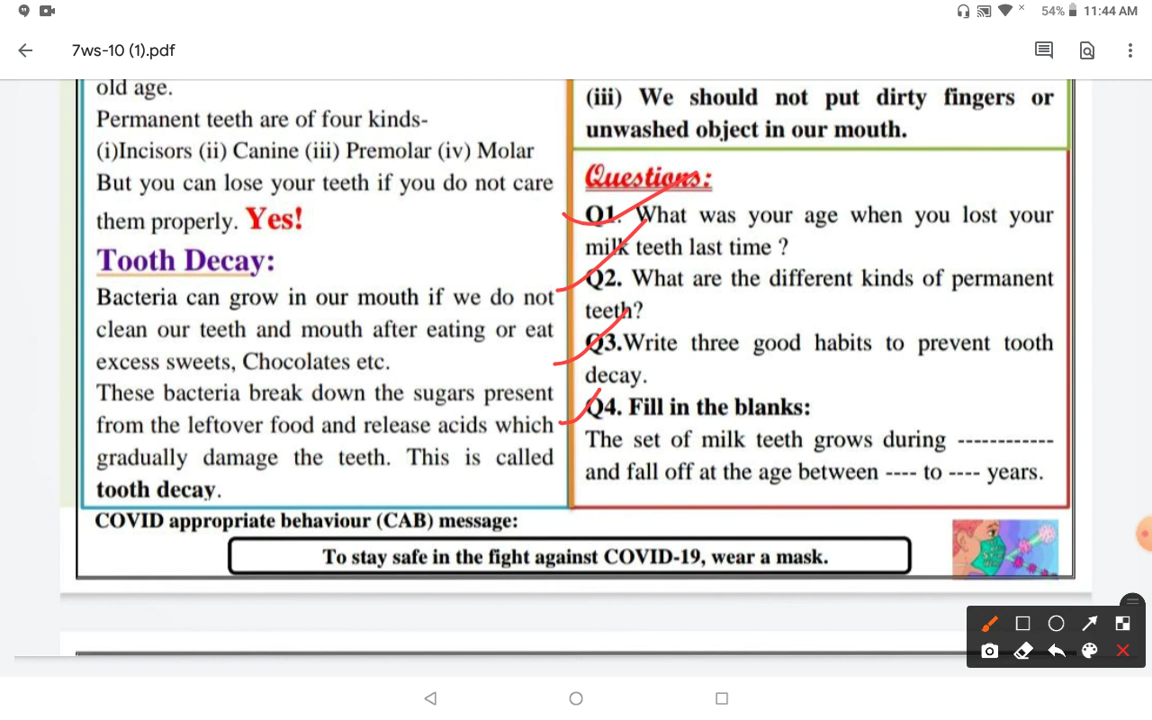 54% 11:44 AM
7ws-10 (1).pdf
old age.
Permanent teeth are of four kinds-
(i)Incisors (ii) Canine (iii) Premolar (iv) Molar
But you can lose your teeth if you do not care
them properly. Yes!
Tooth Decay:
Bacteria can grow in our mouth if we do not
clean our teeth and mouth after eating or eat
excess sweets, Chocolates etc.
These bacteria break down the sugars present
from the leftover food and release acids which
gradually damage the teeth. This is called
tooth decay.
(iii) We should not put dirty fingers or
unwashed object in our mouth.
Questions:
Q1. What was your age when you lost your
milk teeth last time ?
Q2. What are the different kinds of permanent
teeth?
Q3.Write three good habits to prevent tooth
decay.
Q4. Fill in the blanks:
The set of milk teeth grows during ------------
and fall off at the age between ---- to ---- years.
COVID appropriate behaviour (CAB) message:
To stay safe in the fight against COVID-19, wear a mask.